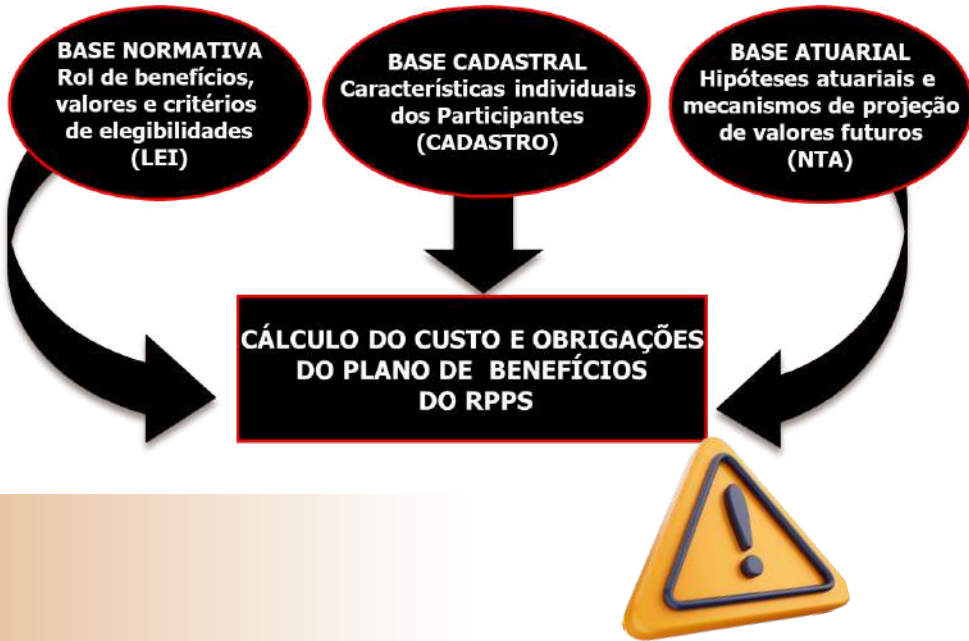 BASE NORMATIVA
Rol de benefícios,
valores e critérios
de elegibilidades
(LEI)
BASE CADASTRAL
Características individuais
dos Participantes
(CADASTRO)
BASE ATUARIAL
Hipóteses atuariais e
mecanismos de projeção
de valores futuros
(NTA)
CÁLCULO DO CUSTO E OBRIGAÇÕES
DO PLANO DE BENEFÍCIOS
DO RPPS